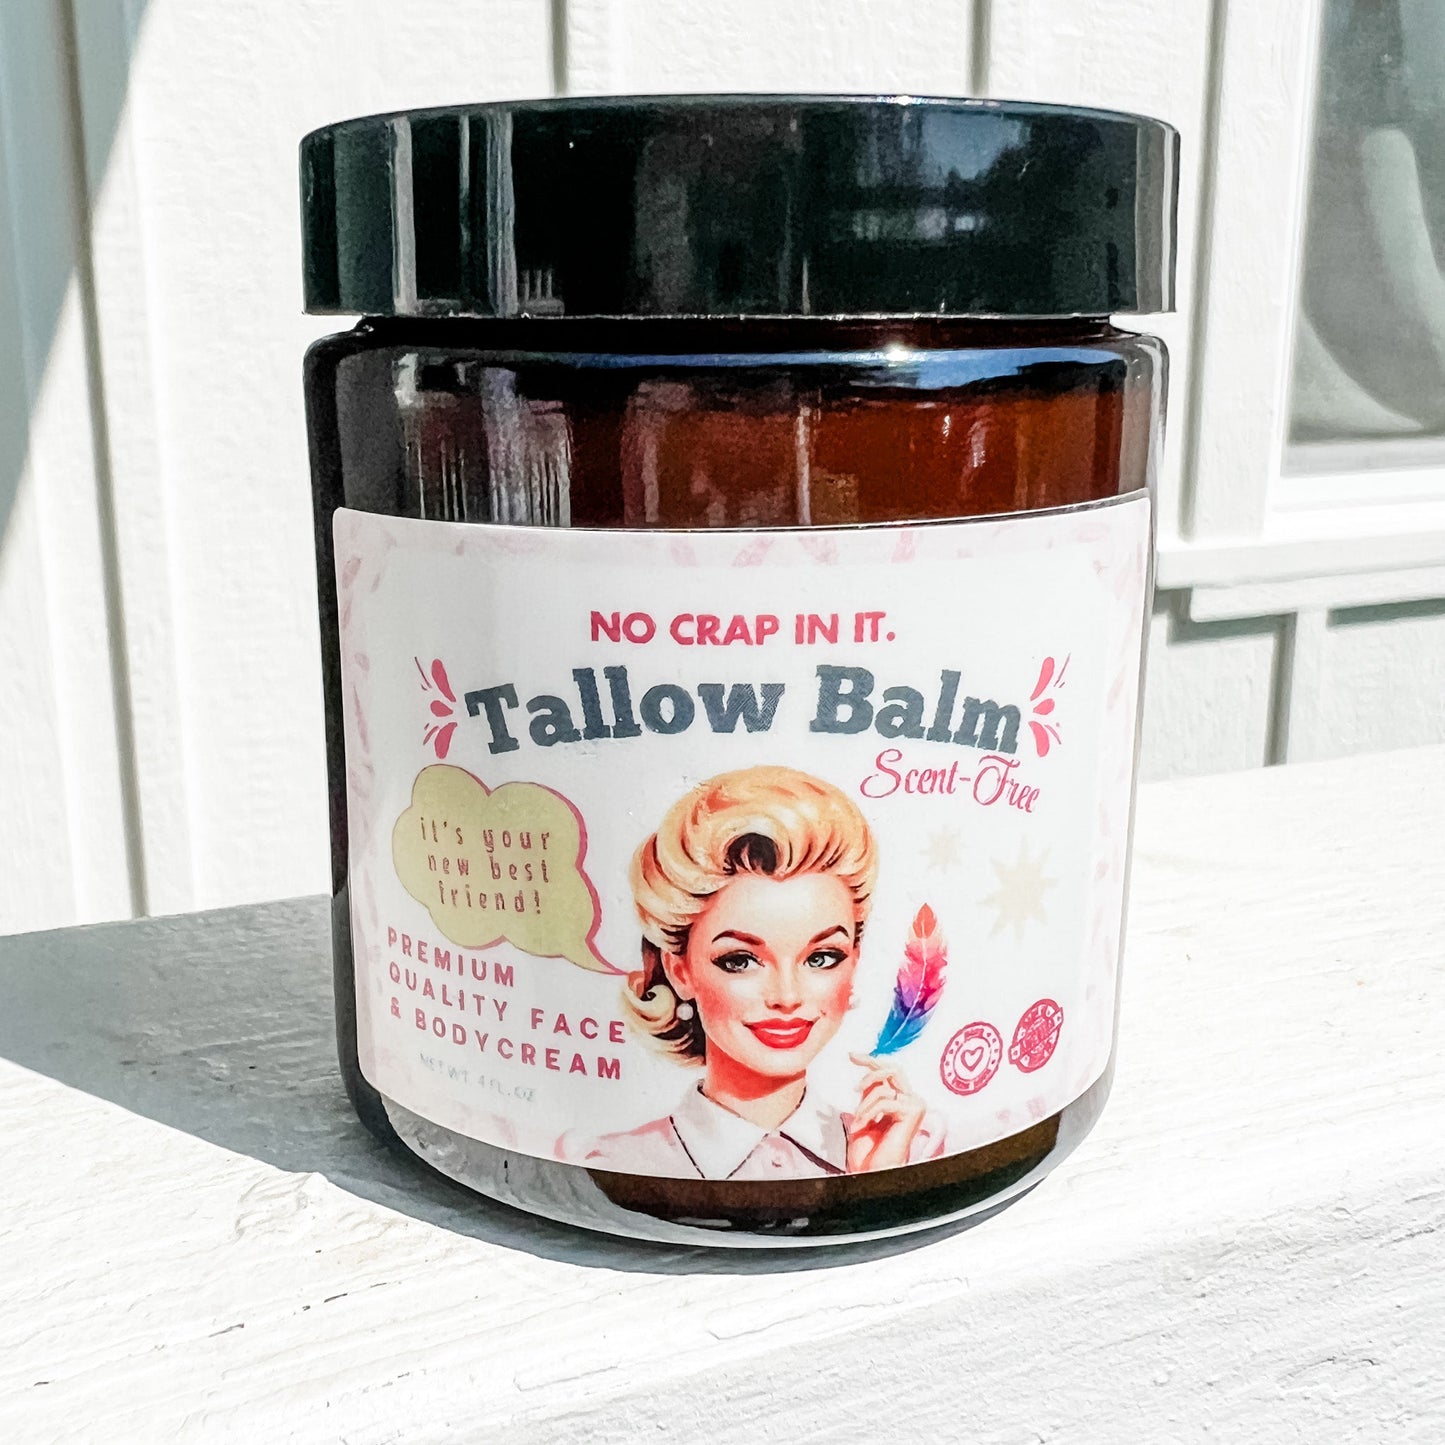 NO CRAP IN IT.
Tallow Balm
Scent-Free
it's your
new best
friend!
PREMIUM
QUALITY FACE
& BODYCREAM
NET WT. 4 FL. OZ